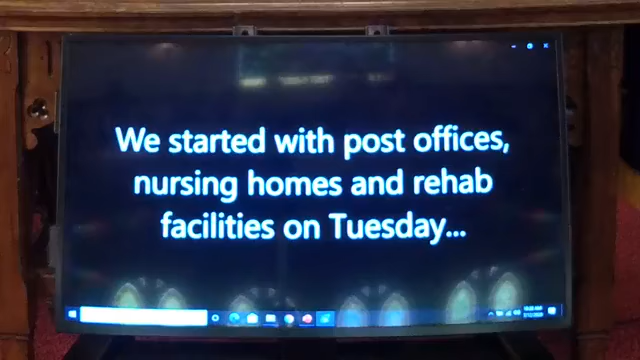 We started with post offices,
nursing homes and rehab
facilities on Tuesday...